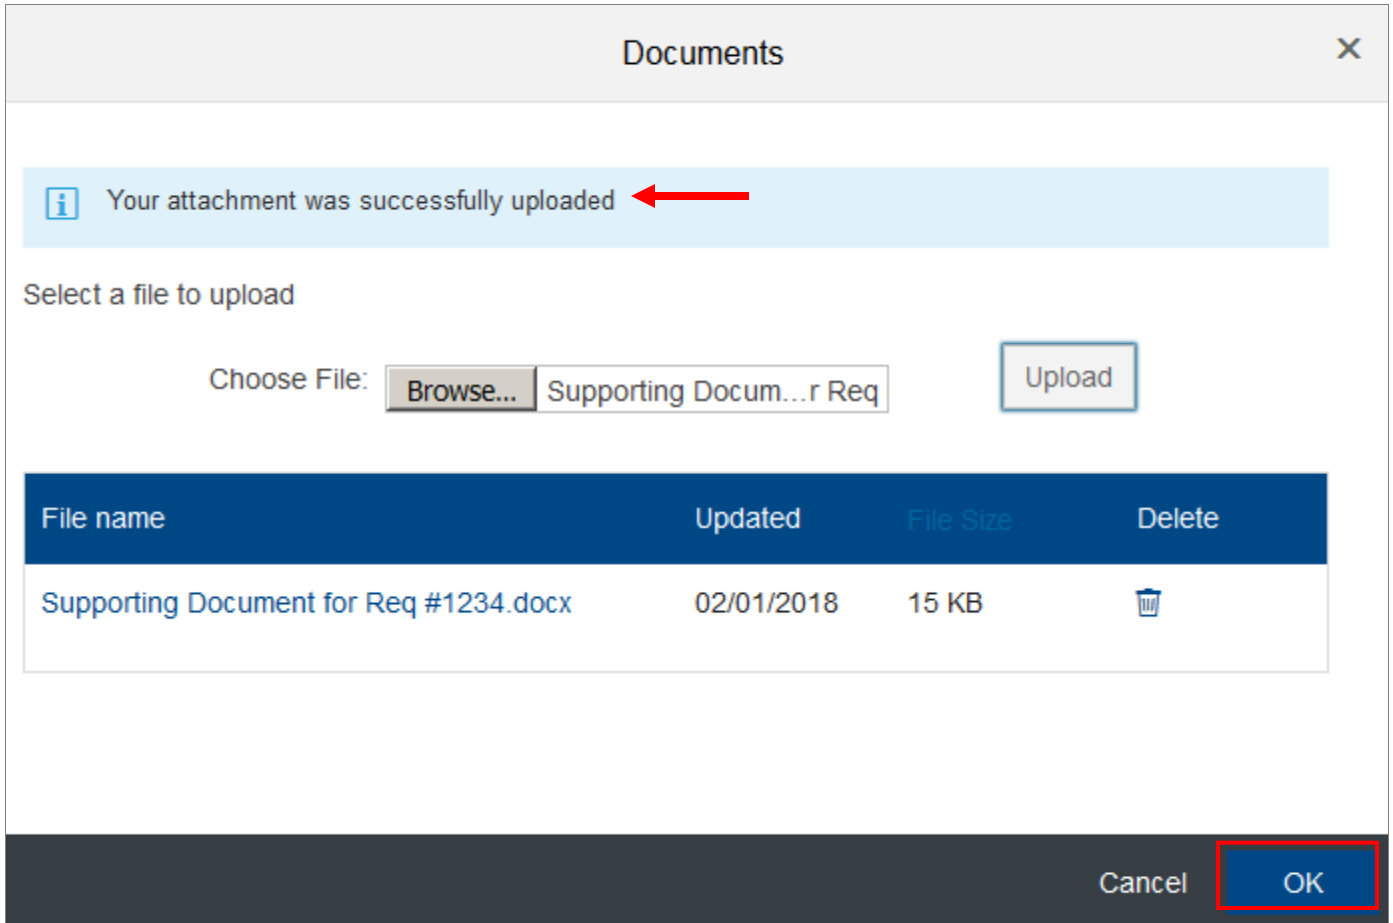 Documents
Your attachment was successfully uploaded
Select a file to upload
Choose File: Browse... Supporting Docum...r Req Upload
File name Updated File Size Delete
Supporting Document for Req #1234.docx 02/01/2018 15 KB
Cancel OK